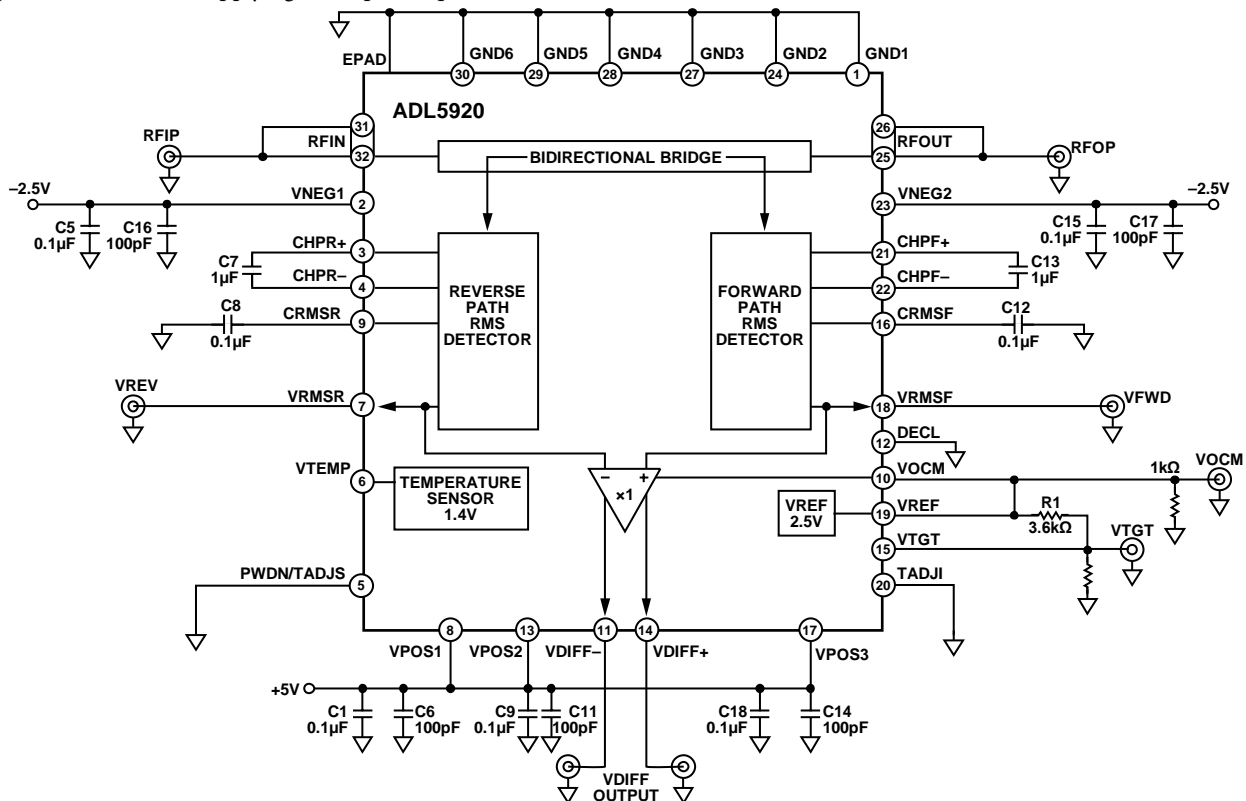 EPAD
GND6
GND5
GND4
GND3
GND2
GND1
30
29
28
27
24
1
ADL5920
RFIP
31
RFIN
32
BIDIRECTIONAL BRIDGE
26
RFOUT
25
RFOP
–2.5V
VNEG1
2
VNEG2
23
–2.5V
C5
0.1µF
C16
100pF
C15
0.1µF
C17
100pF
CHPR+
3
C7
1µF
CHPR–
4
C8
0.1µF
CRMSR
9
REVERSE
PATH
RMS
DETECTOR
FORWARD
PATH
RMS
DETECTOR
CHPF+
21
CHPF–
22
C13
1µF
CRMSF
16
C12
0.1µF
VREV
VRMSR
7
VRMSF
18
VFWD
DECL
12
VTEMP
6
TEMPERATURE
SENSOR
1.4V
– +
×1
VOCM
10
1kΩ
VOCM
VREF
2.5V
VREF
19
R1
3.6kΩ
VTGT
15
VTGT
PWDN/TADJS
5
TADJI
20
8
13
11
14
17
VPOS1
VPOS2
VDIFF–
VDIFF+
VPOS3
+5V
C1
0.1µF
C6
100pF
C9
0.1µF
C11
100pF
C18
0.1µF
C14
100pF
VDIFF
OUTPUT